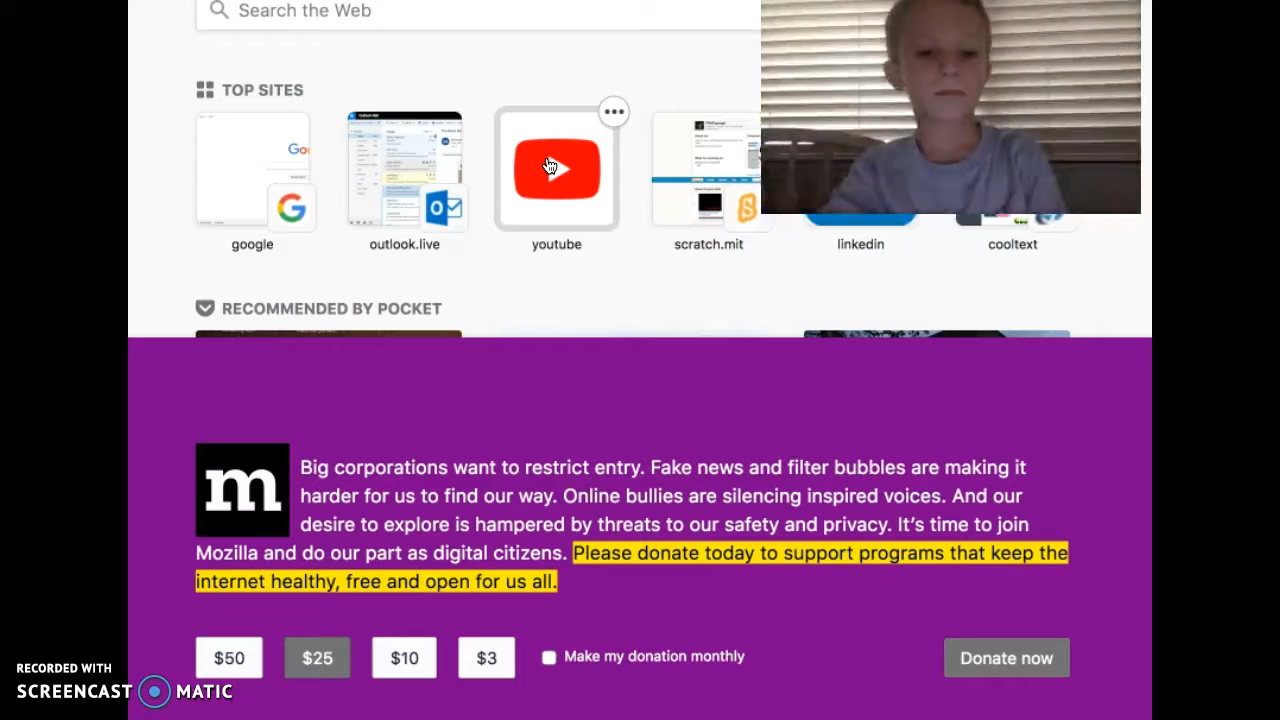 Search the Web
TOP SITES
google
outlook.live
youtube
scratch.mit
linkedin
cooltext
RECOMMENDED BY POCKET
m
Big corporations want to restrict entry. Fake news and filter bubbles are making it
harder for us to find our way. Online bullies are silencing inspired voices. And our
desire to explore is hampered by threats to our safety and privacy. It’s time to join
Mozilla and do our part as digital citizens. Please donate today to support programs that keep the
internet healthy, free and open for us all.
$50 $25 $10 $3 Make my donation monthly Donate now
RECORDED WITH
SCREENCAST MATIC